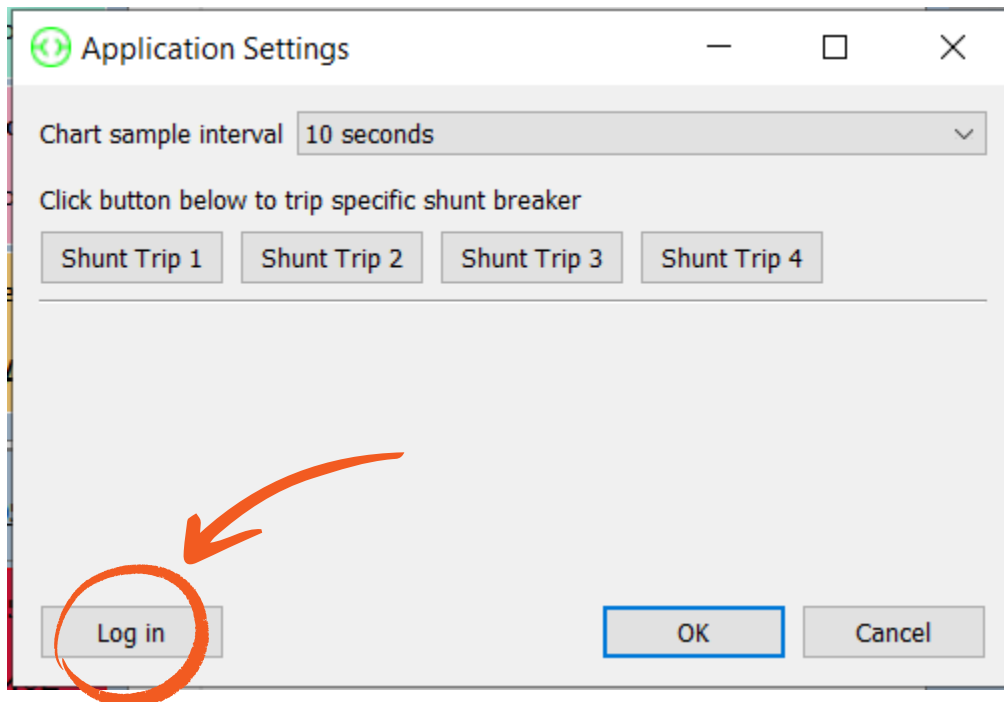 Application Settings
Chart sample interval 10 seconds
Click button below to trip specific shunt breaker
Shunt Trip 1 Shunt Trip 2 Shunt Trip 3 Shunt Trip 4
Log in OK Cancel